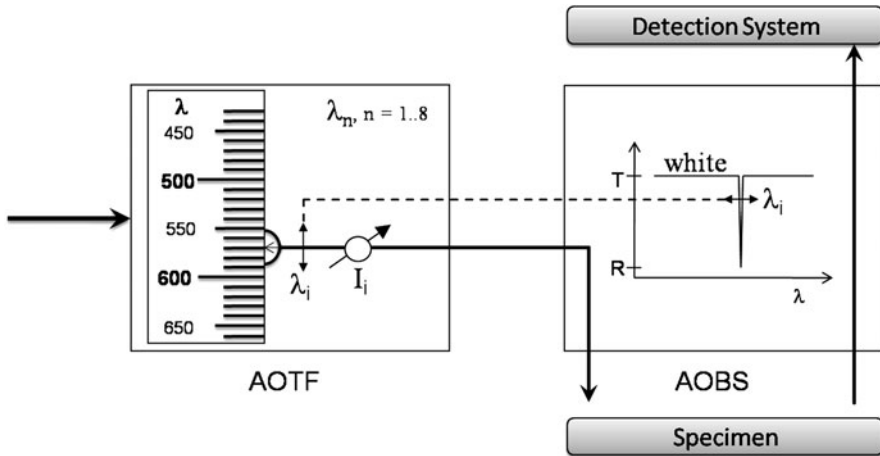 Detection System
λ
450
500
550
600
650
λn, n = 1..8
λi
Ii
white
T
λi
R
λ
AOTF
AOBS
Specimen